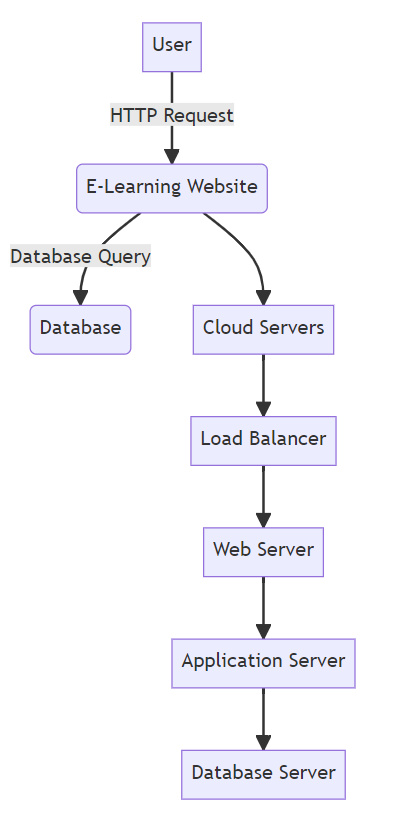 User
HTTP Request
E-Learning Website
Database Query
Database
Cloud Servers
Load Balancer
Web Server
Application Server
Database Server